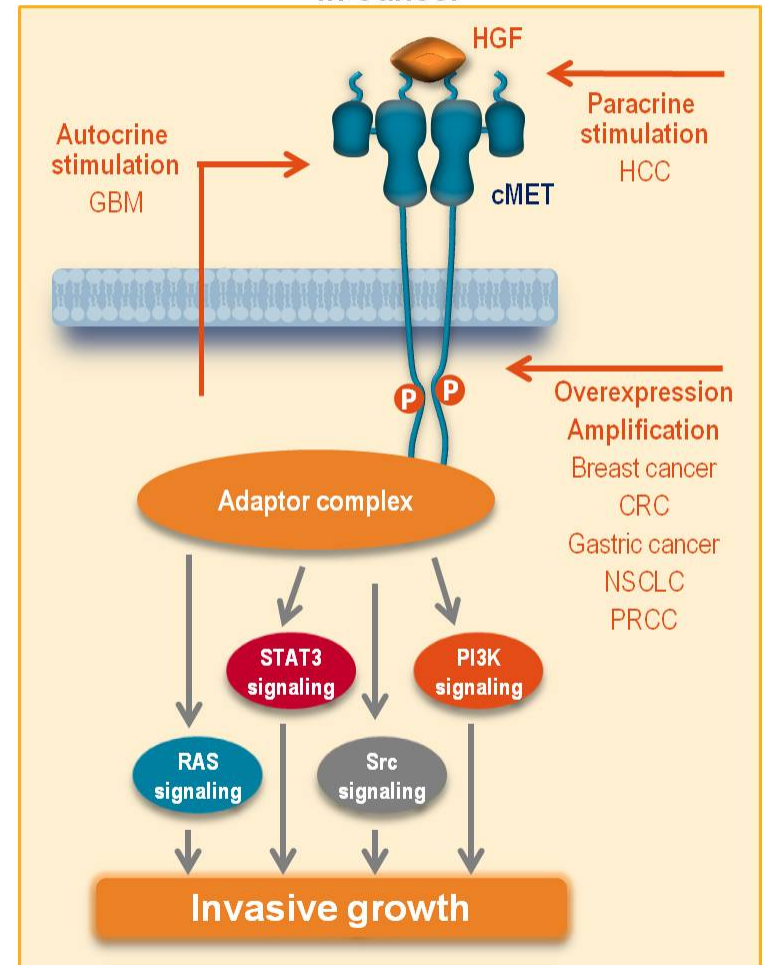 HGF
Paracrine
stimulation
HCC
Autocrine
stimulation
GBM
cMET
P
P
Overexpression
Amplification
Breast cancer
CRC
Gastric cancer
NSCLC
PRCC
Adaptor complex
STAT3
signaling
PI3K
signaling
RAS
signaling
Src
signaling
Invasive growth